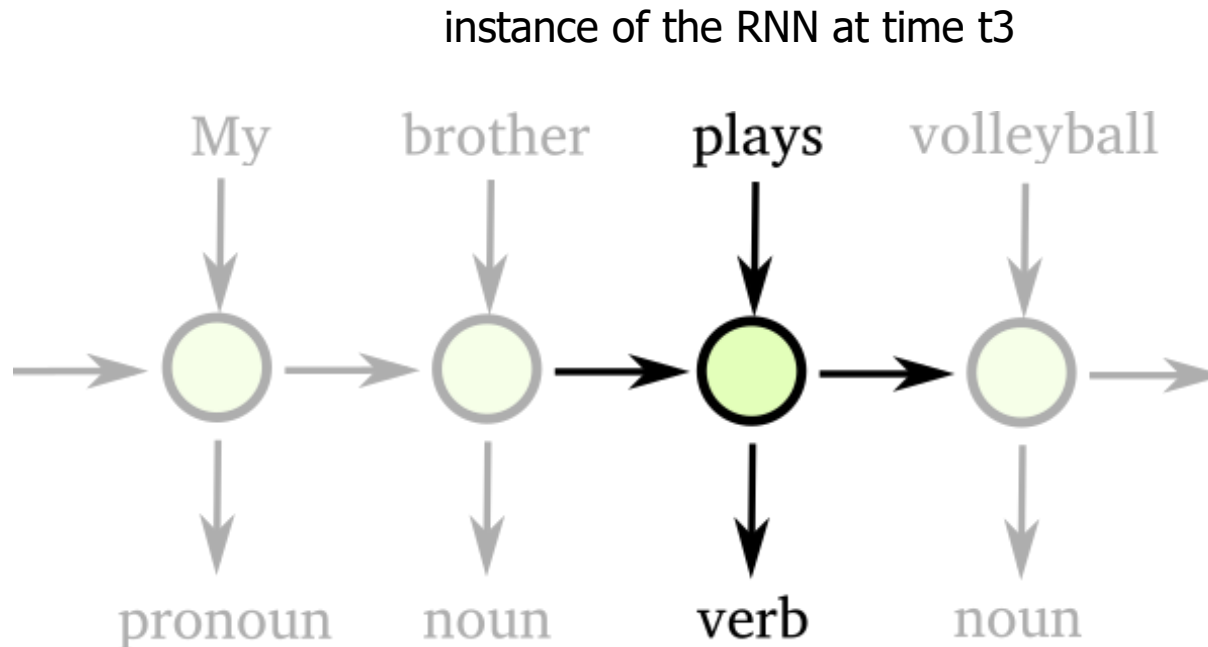 instance of the RNN at time t3
My brother plays volleyball
pronoun noun verb noun